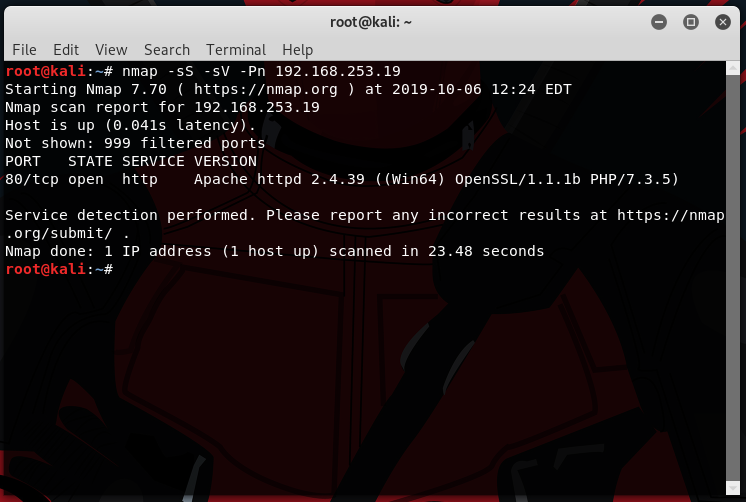 root@kali: ~
File Edit View Search Terminal Help
root@kali:~# nmap -sS -sV -Pn 192.168.253.19
Starting Nmap 7.70 ( https://nmap.org ) at 2019-10-06 12:24 EDT
Nmap scan report for 192.168.253.19
Host is up (0.041s latency).
Not shown: 999 filtered ports
PORT   STATE SERVICE VERSION
80/tcp open  http    Apache httpd 2.4.39 ((Win64) OpenSSL/1.1.1b PHP/7.3.5)
Service detection performed. Please report any incorrect results at https://nmap
.org/submit/ .
Nmap done: 1 IP address (1 host up) scanned in 23.48 seconds
root@kali:~#